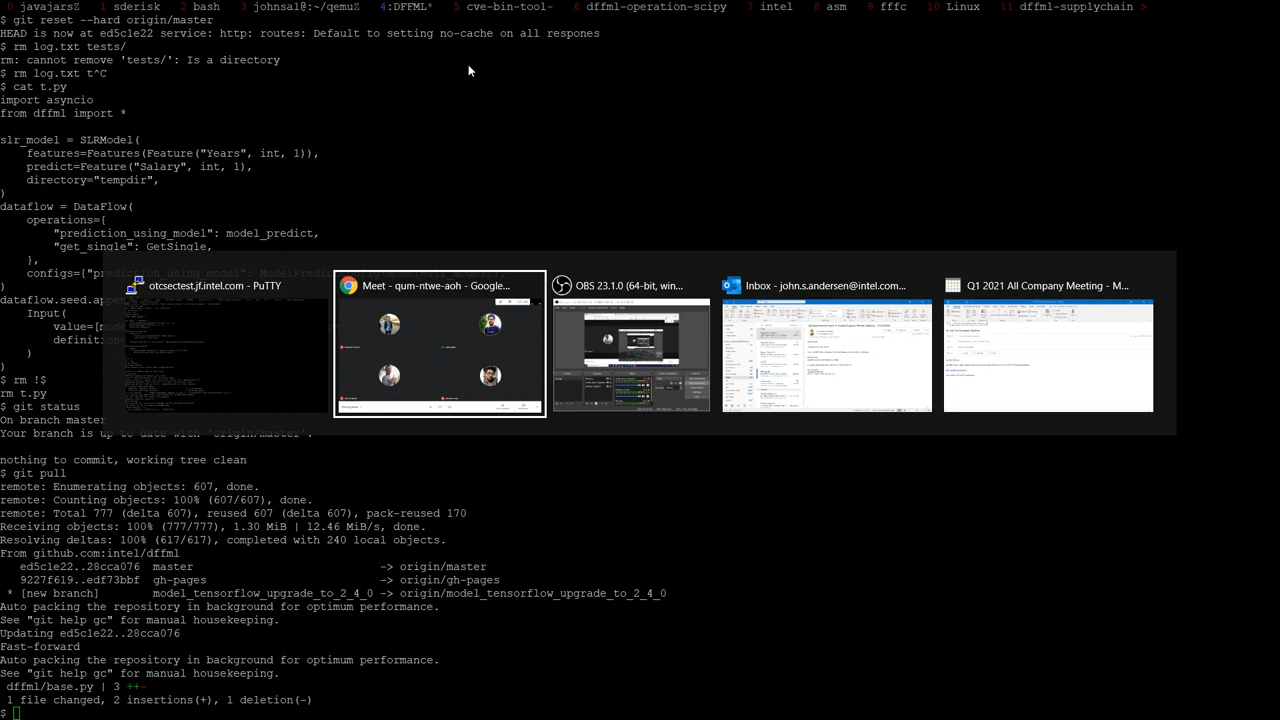 0 javajarsZ 1 sderisk 2 bash 3 johnsal@:~/qemuZ 4:DFFML* 5 cve-bin-tool- 6 dffml-operation-scipy 7 intel 8 asm 9 fffc 10 Linux 11 dffml-supplychain >
$ git reset --hard origin/master
HEAD is now at ed5c1e22 service: http: routes: Default to setting no-cache on all respones
$ rm log.txt tests/
rm: cannot remove 'tests/': Is a directory
$ rm log.txt t^C
$ cat t.py
import asyncio
from dffml import *
slr_model = SLRModel(
features=Features(Feature("Years", int, 1)),
predict=Feature("Salary", int, 1),
directory="tempdir",
)
dataflow = DataFlow(
operations={
"prediction_using_model": model_predict,
"get_single": GetSingle,
},
configs={"prediction_using_model": ModelPredict
otcsectest.jf.intel.com - PuTTY
Meet - qum-ntwe-aoh - Google...
OBS 23.1.0 (64-bit, win...
Inbox - john.s.andersen@intel.com...
Q1 2021 All Company Meeting - M...
)
dataflow.seed.appen
Input(
value=[mode
)
$ rm -r
rm t.py
$ git status
On branch master
Your branch is up to date with 'origin/master'.
nothing to commit, working tree clean
$ git pull
remote: Enumerating objects: 607, done.
remote: Counting objects: 100% (607/607), done.
remote: Total 777 (delta 607), reused 607 (delta 607), pack-reused 170
Receiving objects: 100% (777/777), 1.30 MiB | 12.46 MiB/s, done.
Resolving deltas: 100% (617/617), completed with 240 local objects.
From github.com:intel/dffml
ed5c1e22..28cca076 master -> origin/master
9227f619..edf73bbf gh-pages -> origin/gh-pages
* [new branch] model_tensorflow_upgrade_to_2_4_0 -> origin/model_tensorflow_upgrade_to_2_4_0
Auto packing the repository in background for optimum performance.
See "git help gc" for manual housekeeping.
Updating ed5c1e22..28cca076
Fast-forward
Auto packing the repository in background for optimum performance.
See "git help gc" for manual housekeeping.
dffml/base.py | 3 ++-
1 file changed, 2 insertions(+), 1 deletion(-)
$